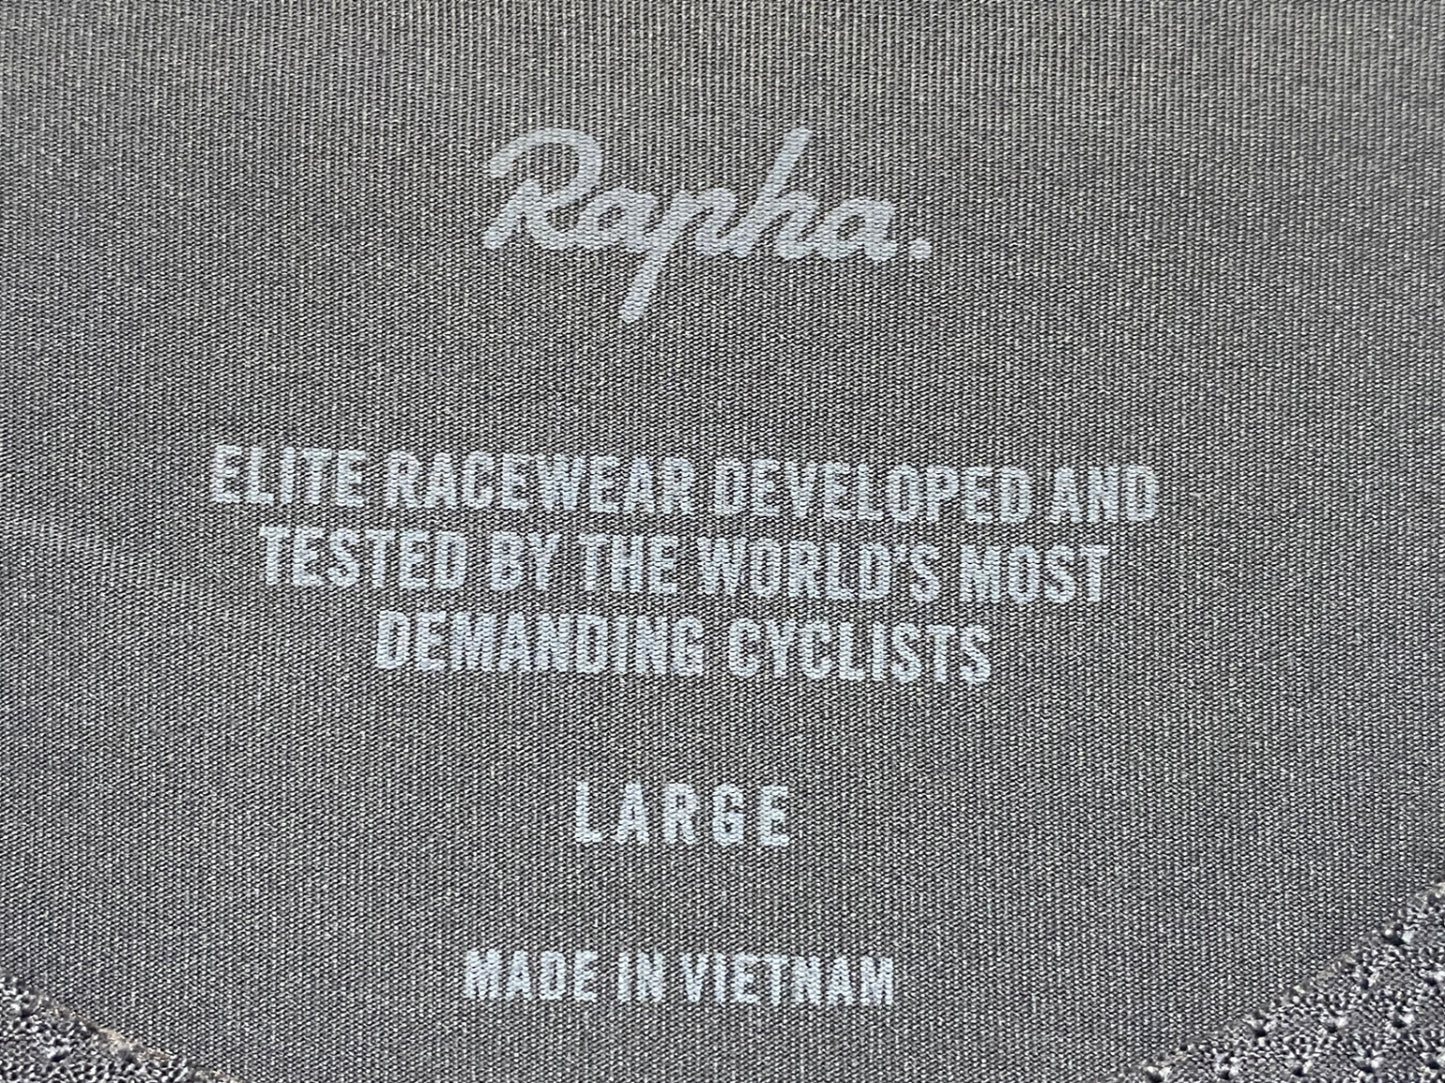 Rapha.
ELITE RACEWEAR DEVELOPED AND
TESTED BY THE WORLD'S MOST
DEMANDING CYCLISTS
LARGE
MADE IN VIETNAM